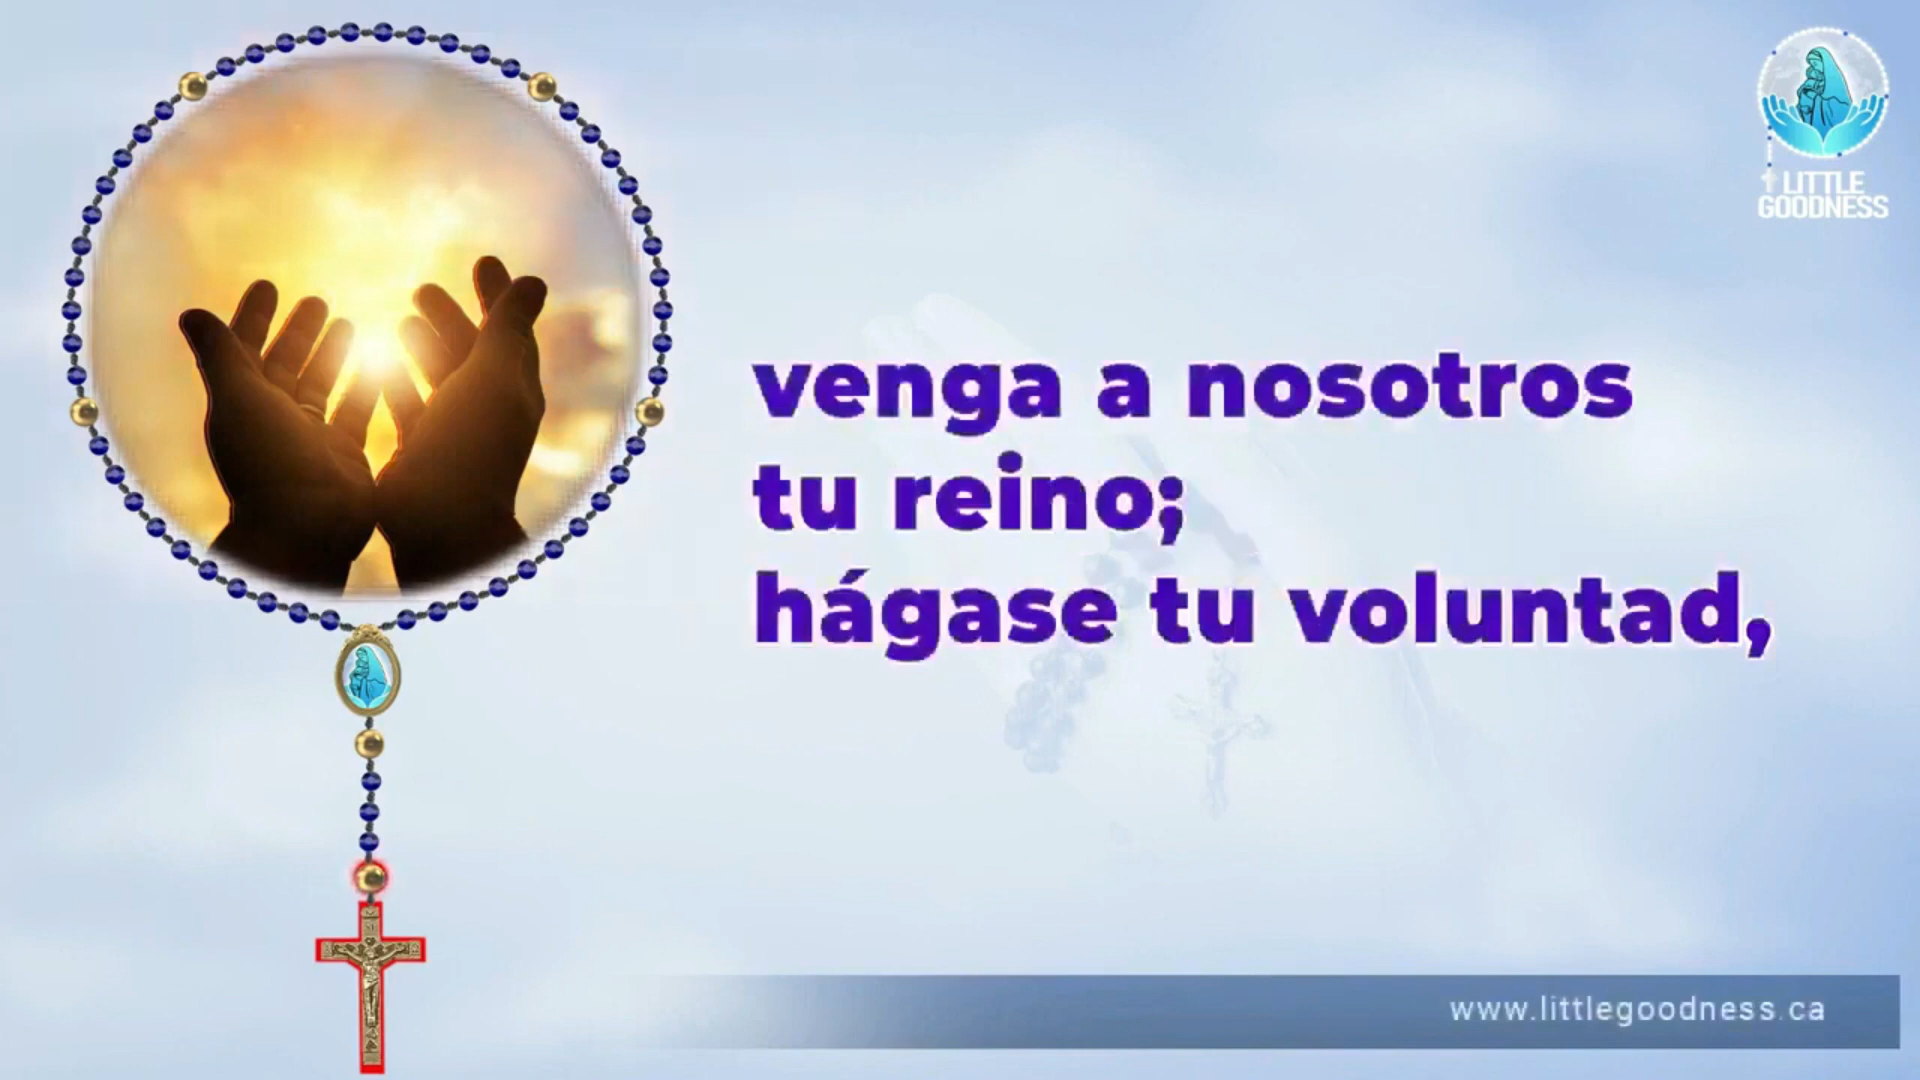 LITTLE
GOODNESS
venga a nosotros
tu reino;
hágase tu voluntad,
www.littlegoodness.ca